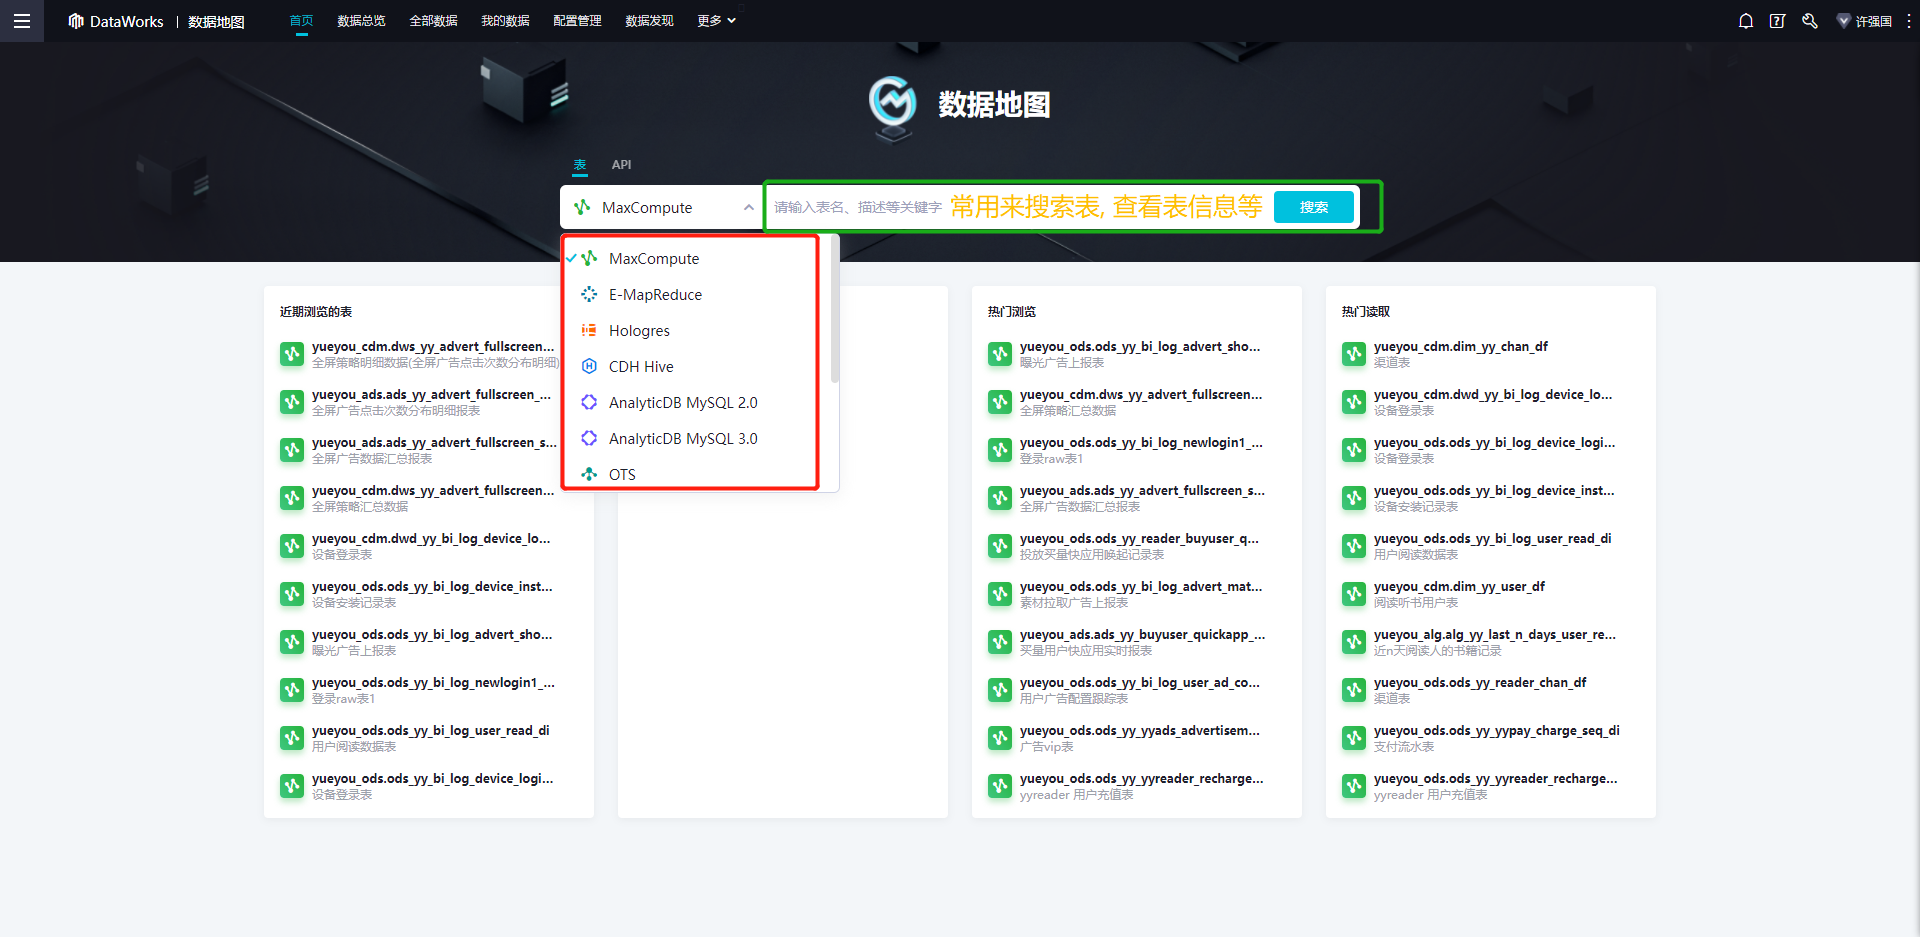 DataWorks | 数据地图 首页 数据总览 全部数据 我的数据 配置管理 数据发现 更多 许强国
数据地图
表 API
MaxCompute 请输入表名、描述等关键字 常用来搜索表, 查看表信息等 搜索
MaxCompute
E-MapReduce
Hologres
CDH Hive
AnalyticDB MySQL 2.0
AnalyticDB MySQL 3.0
OTS
近期浏览的表
yueyou_cdm.dws_yy_advert_fullscreen...
全屏策略明细数据(全屏广告点击次数分布明细)
yueyou_ads.ads_yy_advert_fullscreen_...
全屏广告点击次数分布明细报表
yueyou_ads.ads_yy_advert_fullscreen_s...
全屏广告数据汇总报表
yueyou_cdm.dws_yy_advert_fullscreen...
全屏策略汇总数据
yueyou_cdm.dwd_yy_bi_log_device_lo...
设备登录表
yueyou_ods.ods_yy_bi_log_device_inst...
设备安装记录表
yueyou_ods.ods_yy_bi_log_advert_sho...
曝光广告上报表
yueyou_ods.ods_yy_bi_log_newlogin1_...
登录raw表1
yueyou_ods.ods_yy_bi_log_user_read_di
用户阅读数据表
yueyou_ods.ods_yy_bi_log_device_logi...
设备登录表
热门浏览
yueyou_ods.ods_yy_bi_log_advert_sho...
曝光广告上报表
yueyou_cdm.dws_yy_advert_fullscreen...
全屏策略汇总数据
yueyou_ods.ods_yy_bi_log_newlogin1_...
登录raw表1
yueyou_ads.ads_yy_advert_fullscreen_s...
全屏广告数据汇总报表
yueyou_ods.ods_yy_reader_buyuser_q...
投放买量快应用唤起记录表
yueyou_ods.ods_yy_bi_log_advert_mat...
素材拉取广告上报表
yueyou_ads.ads_yy_buyuser_quickapp_...
买量用户快应用实时报表
yueyou_ods.ods_yy_bi_log_user_ad_co...
用户广告配置跟踪表
yueyou_ods.ods_yy_yyads_advertisem...
广告vip表
yueyou_ods.ods_yy_yyreader_recharge...
yyreader 用户充值表
热门读取
yueyou_cdm.dim_yy_chan_df
渠道表
yueyou_cdm.dwd_yy_bi_log_device_lo...
设备登录表
yueyou_ods.ods_yy_bi_log_device_logi...
设备登录表
yueyou_ods.ods_yy_bi_log_device_inst...
设备安装记录表
yueyou_ods.ods_yy_bi_log_user_read_di
用户阅读数据表
yueyou_cdm.dim_yy_user_df
阅读听书用户表
yueyou_alg.alg_yy_last_n_days_user_re...
近n天阅读人的书籍记录
yueyou_ods.ods_yy_reader_chan_df
渠道表
yueyou_ods.ods_yy_yypay_charge_seq_di
支付流水表
yueyou_ods.ods_yy_yyreader_recharge...
yyreader 用户充值表